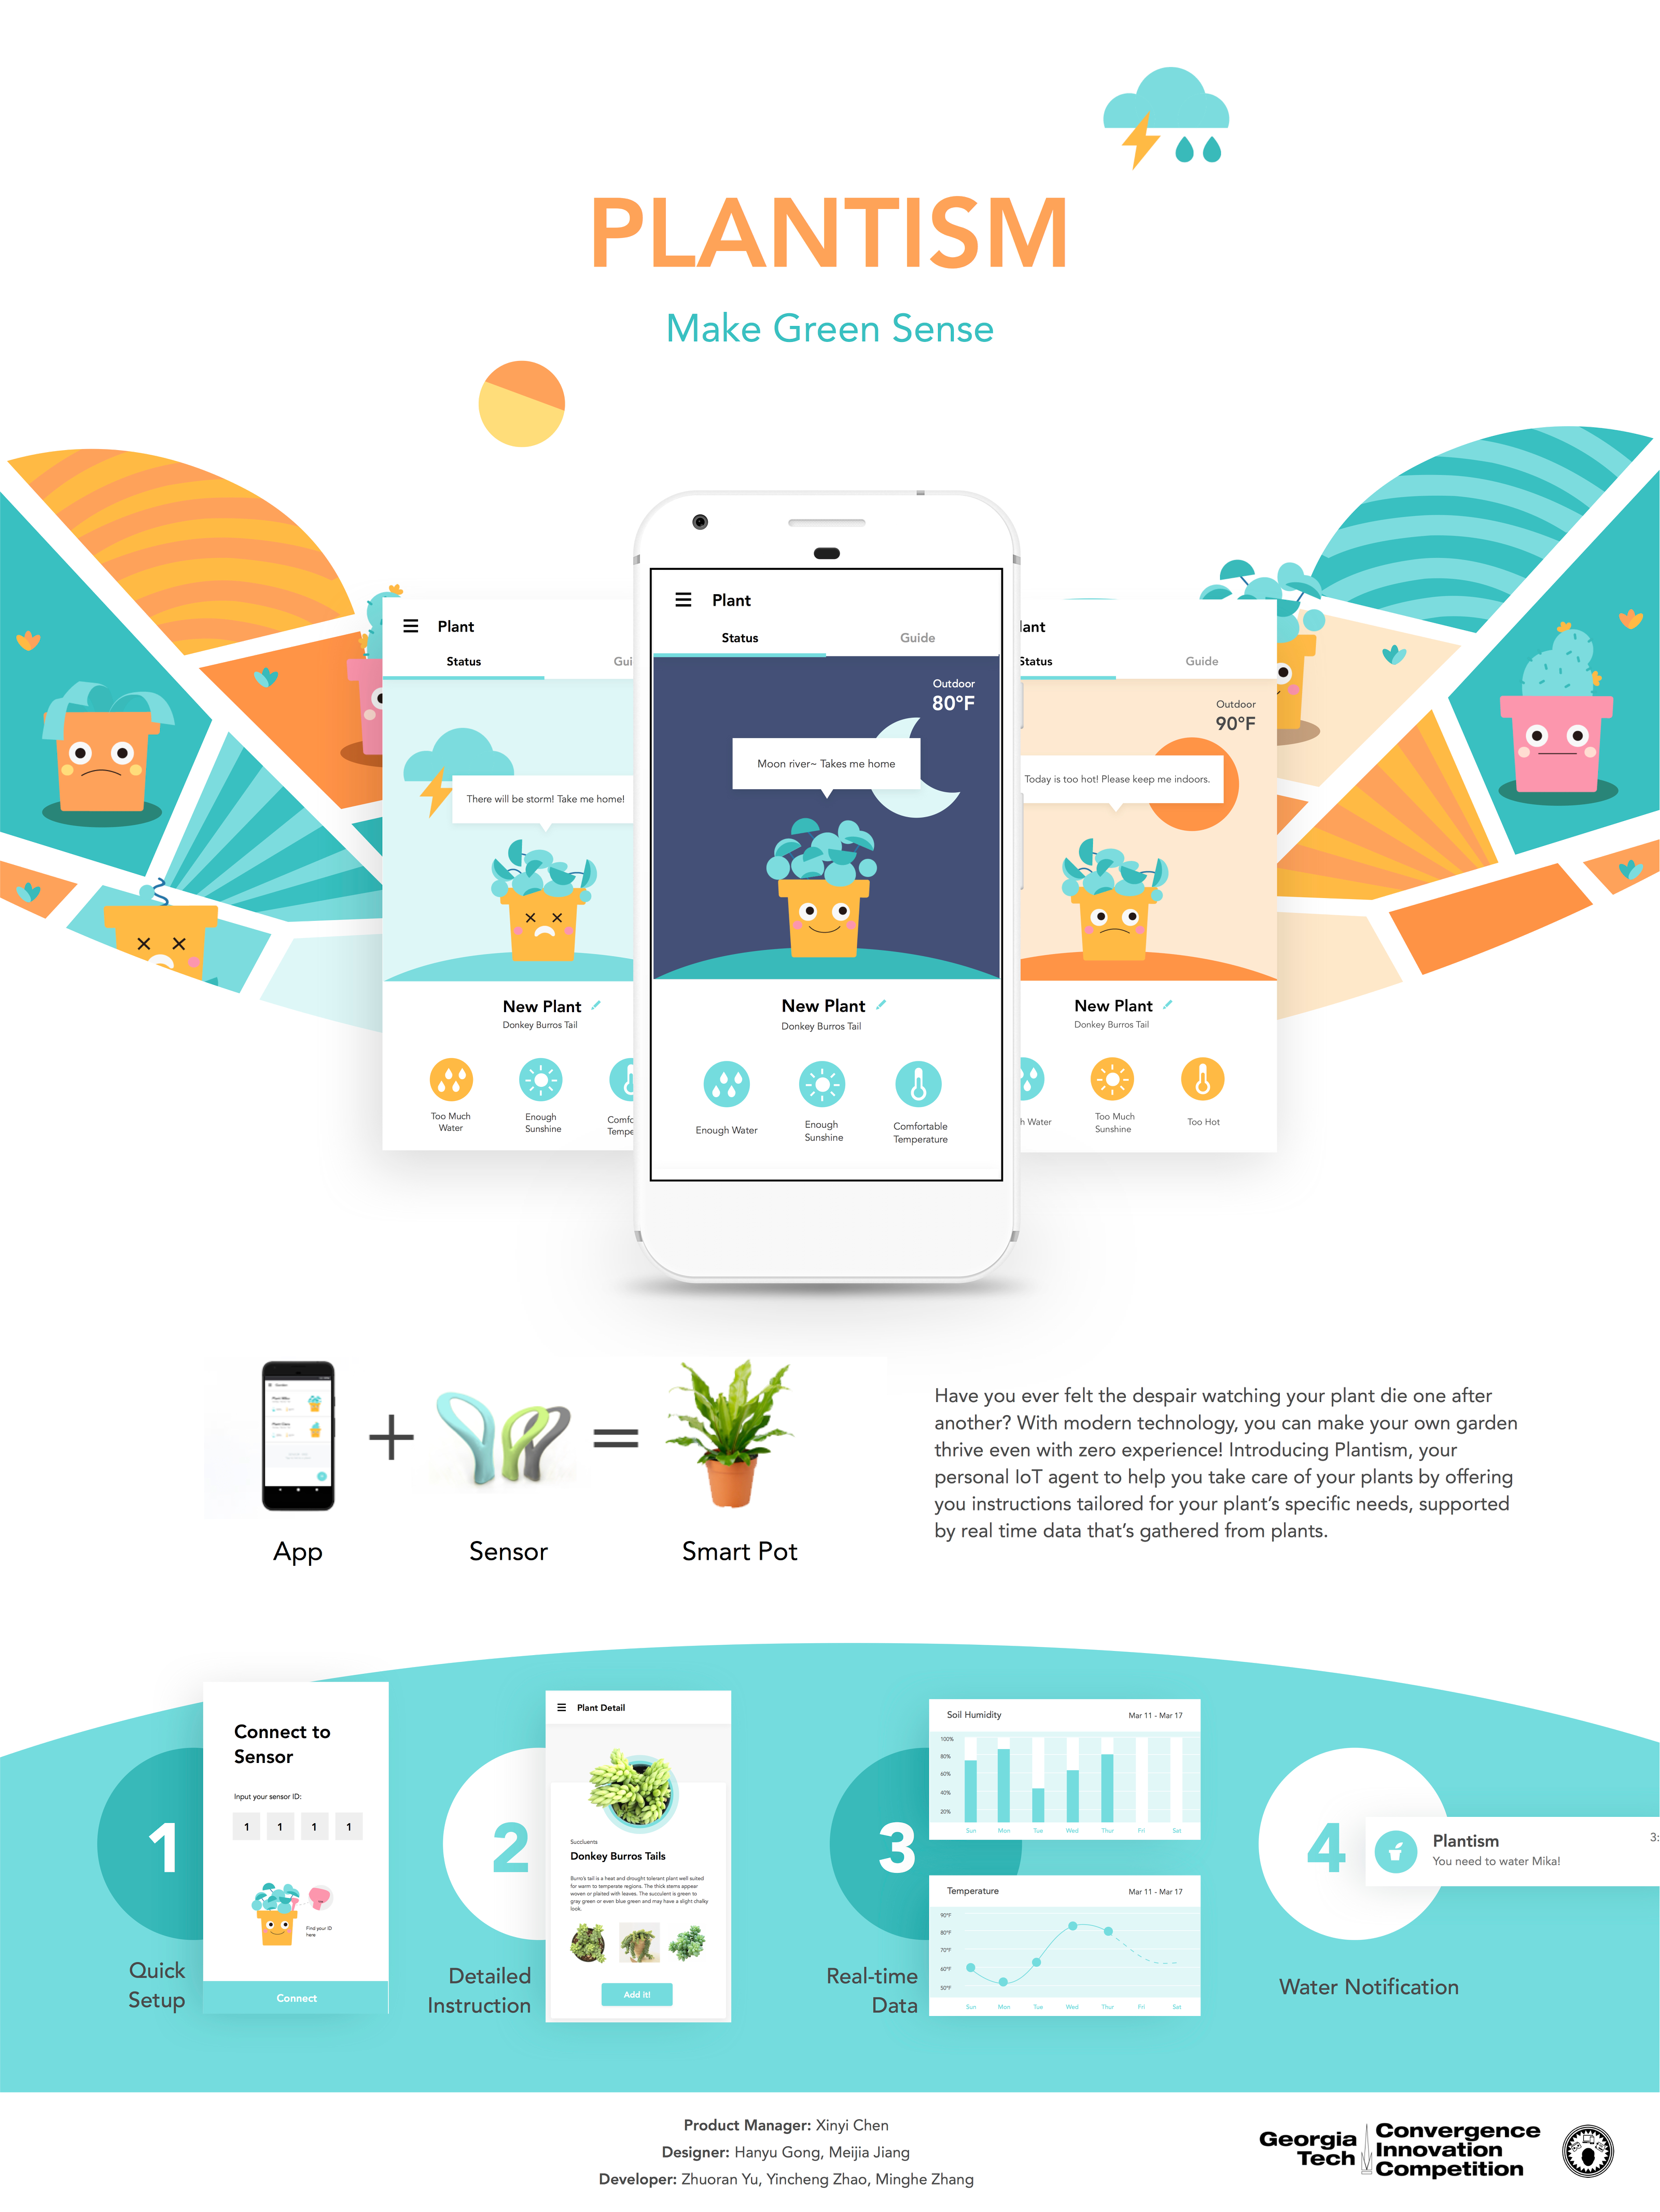 PLANTISM
Make Green Sense
Plant
Status
Gui
There will be storm! Take me home!
New Plant
Donkey Burros Tail
Too Much
Water
Enough
Sunshine
Comfo
Tempe
Plant
Status
Guide
Outdoor
80°F
Moon river~ Takes me home
New Plant
Donkey Burros Tail
Enough Water
Enough
Sunshine
Comfortable
Temperature
lant
Status
Guide
Outdoor
90°F
Today is too hot! Please keep me indoors.
New Plant
Donkey Burros Tail
h Water
Too Much
Sunshine
Too Hot
+
=
App
Sensor
Smart Pot
Have you ever felt the despair watching your plant die one after
another? With modern technology, you can make your own garden
thrive even with zero experience! Introducing Plantism, your
personal IoT agent to help you take care of your plants by offering
you instructions tailored for your plant's specific needs, supported
by real time data that's gathered from plants.
1
Quick
Setup
Connect to
Sensor
Input your sensor ID:
1 1 1 1
Find your ID
here
Connect
2
Detailed
Instruction
Plant Detail
Succluents
Donkey Burros Tails
Burro's tail is a heat and drought tolerant plant well suited
for warm to temperate regions. The thick stems appear
woven or plaited with leaves. The succulent is green to
gray green or even blue green and may have a slight chalky
look.
Add it!
3
Real-time
Data
Soil Humidity
Mar 11 - Mar 17
100%
80%
60%
40%
20%
Sun Mon Tue Wed Thur Fri Sat
Temperature
Mar 11 - Mar 17
90°F
80°F
70°F
60°F
50°F
Sun Mon Tue Wed Thur Fri Sat
4
Water Notification
Plantism
3:
You need to water Mika!
Product Manager: Xinyi Chen
Designer: Hanyu Gong, Meijia Jiang
Developer: Zhuoran Yu, Yincheng Zhao, Minghe Zhang
Georgia
Tech
Convergence
Innovation
Competition